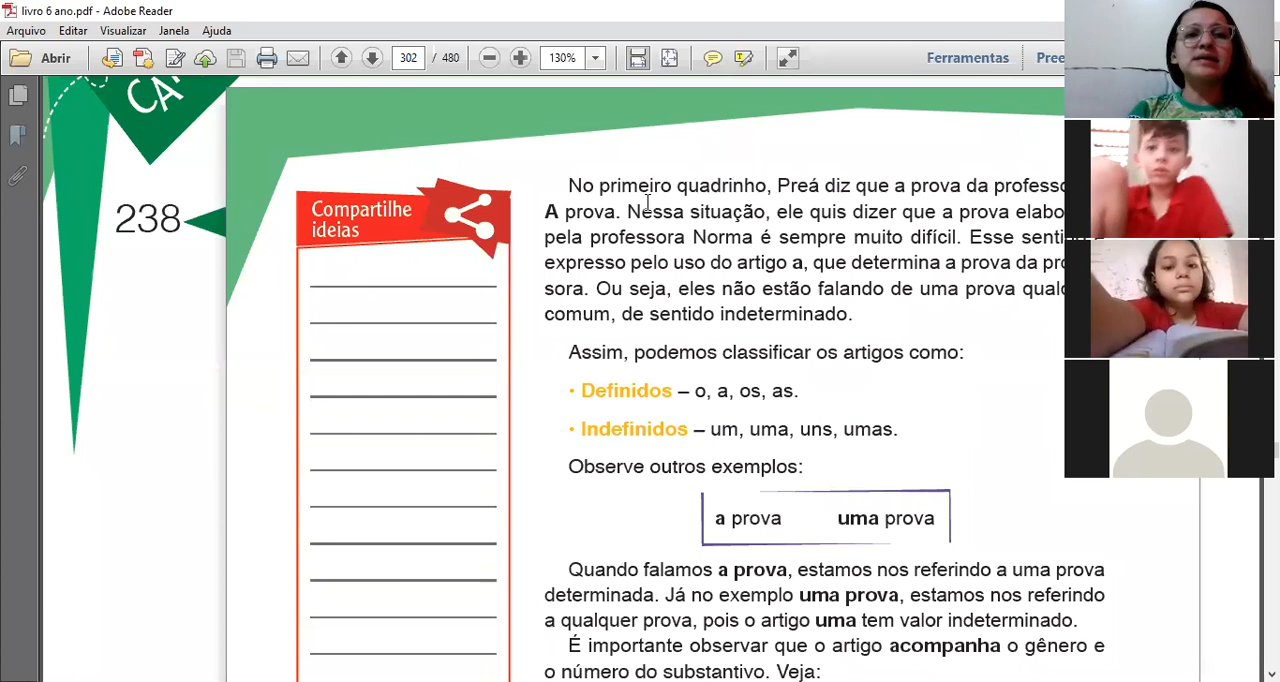 livro 6 ano.pdf - Adobe Reader
Arquivo Editar Visualizar Janela Ajuda
Abrir 302 / 480 130% Ferramentas
CA
238
Compartilhe
ideias
No primeiro quadrinho, Preá diz que a prova da
A prova. Nessa situação, ele quis dizer que a prova
pela professora Norma é sempre muito difícil. Esse
expresso pelo uso do artigo a, que determina a prova da
sora. Ou seja, eles não estão falando de uma prova
comum, de sentido indeterminado.
Assim, podemos classificar os artigos como:
• Definidos – o, a, os, as.
• Indefinidos – um, uma, uns, umas.
Observe outros exemplos:
a prova uma prova
Quando falamos a prova, estamos nos referindo a uma prova
determinada. Já no exemplo uma prova, estamos nos referindo
a qualquer prova, pois o artigo uma tem valor indeterminado.
É importante observar que o artigo acompanha o gênero e
o número do substantivo. Veja: